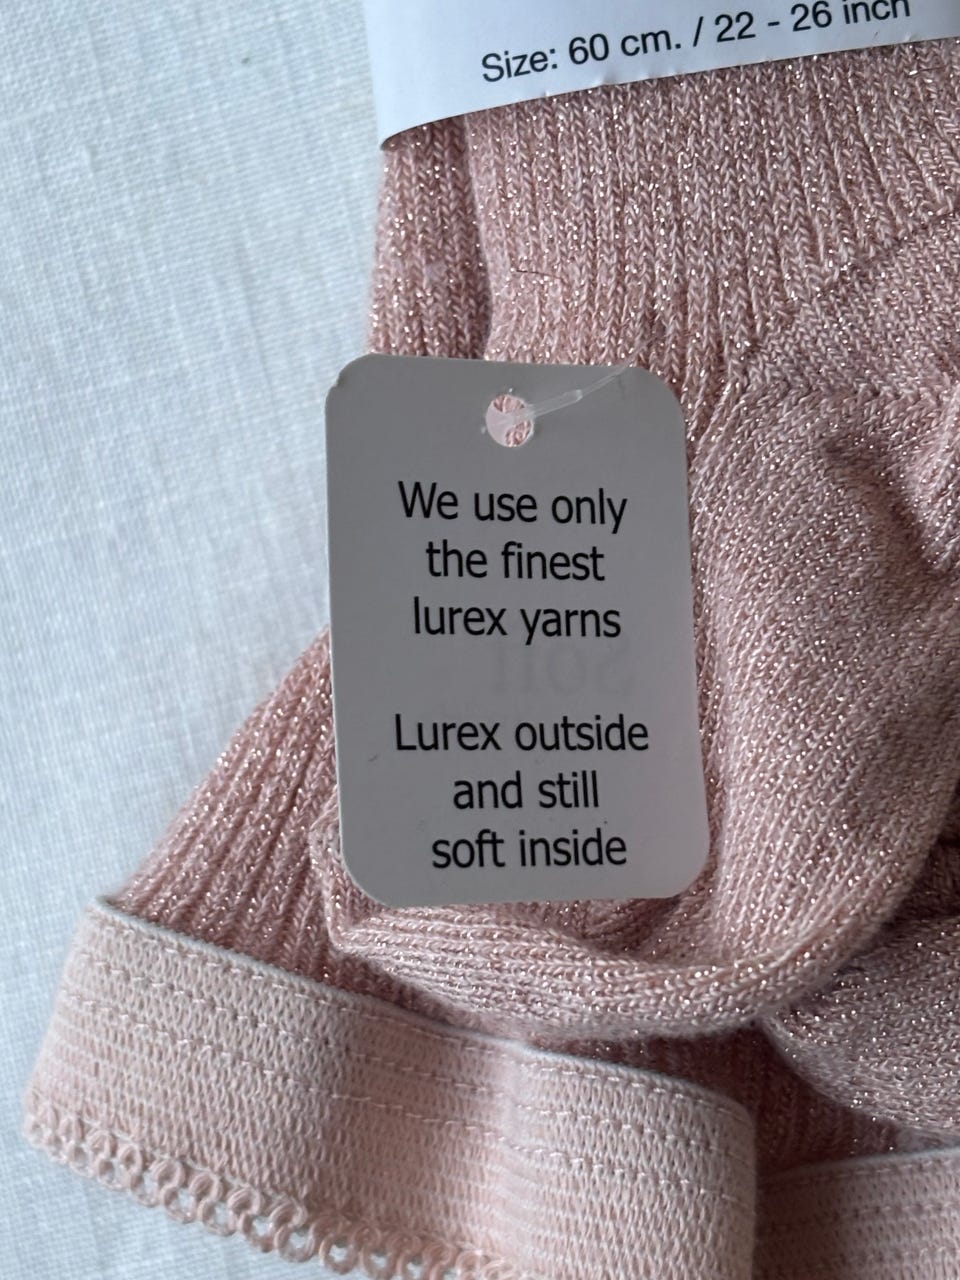 Size: 60 cm. / 22 - 26 inch
We use only
the finest
lurex yarns
Lurex outside
and still
soft inside